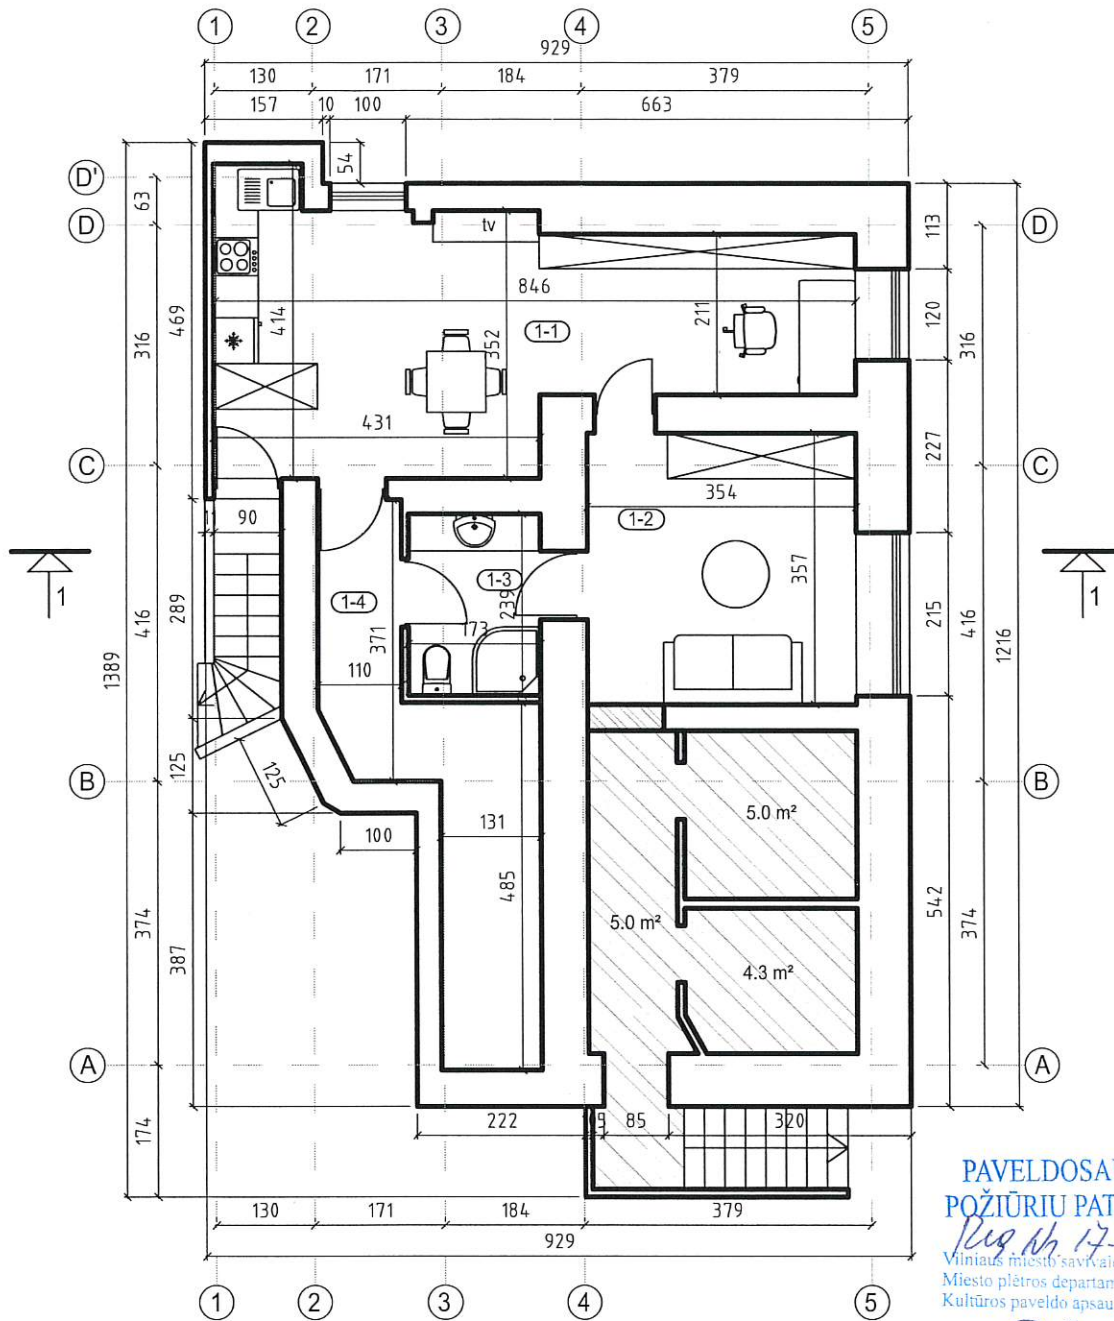 1 2 3 4 5
929
130 171 184 379
157 10 100 663
54
D'
63
D D
tv
113
846
469 316 414 352 211 120 316
1-1
431
C C
227
354
1-2
90
1 1
1-3
357
1-4
239
289 416 371 173 215 416
1389 110 1216
125 125
B B
5.0 m²
100 131
485
542
374 387 5.0 m² 374
4.3 m²
A A
174
222 85 320
130 171 184 379
929
1 2 3 4 5
PAVELDOSA
POŽIŪRIU PAT
Vilniaus miesto savival
Miesto plėtros departam
Kultūros paveldo apsau